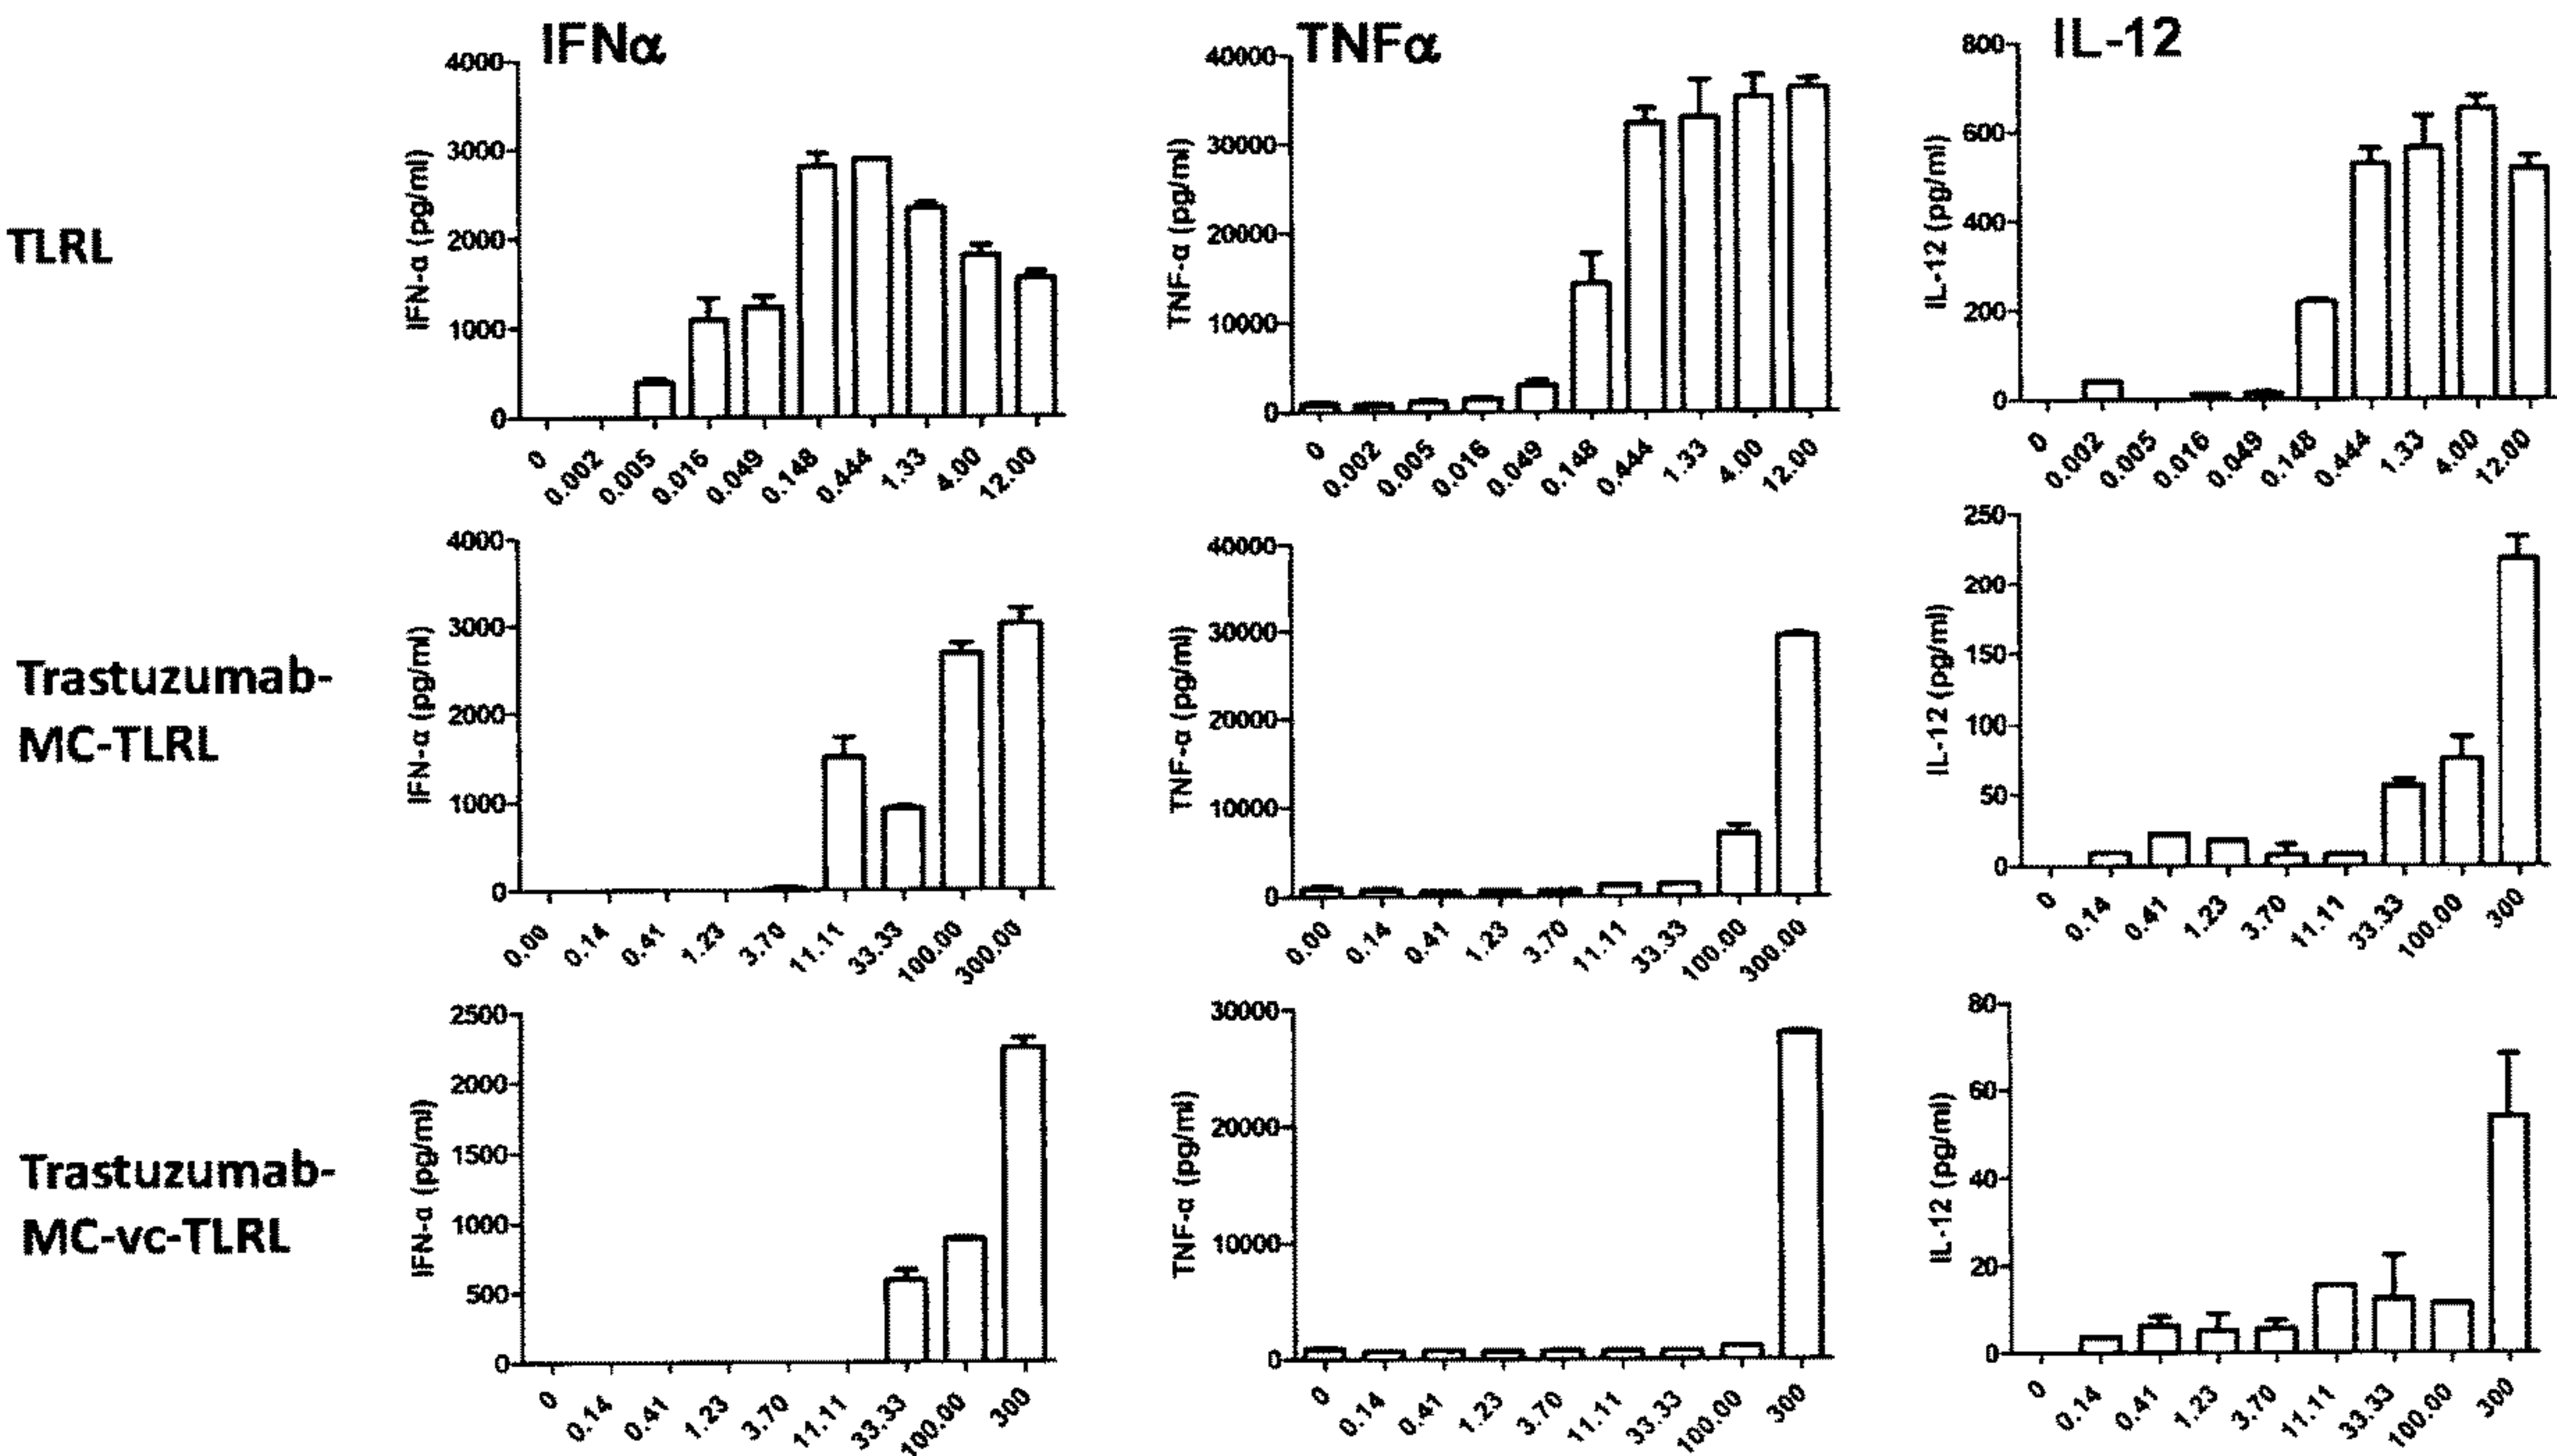 IFNα
TNFα
IL-12
TLRL
IFN-α (pg/ml)
4000
3000
2000
1000
0
0 0.002 0.005 0.016 0.049 0.148 0.444 1.33 4.00 12.00
TNF-α (pg/ml)
40000
30000
20000
10000
0
0 0.002 0.005 0.016 0.049 0.148 0.444 1.33 4.00 12.00
IL-12 (pg/ml)
800
600
400
200
0
0 0.002 0.005 0.016 0.049 0.148 0.444 1.33 4.00 12.00
Trastuzumab-
MC-TLRL
IFN-α (pg/ml)
4000
3000
2000
1000
0
0.00 0.14 0.41 1.23 3.70 11.11 33.33 100.00 300.00
TNF-α (pg/ml)
40000
30000
20000
10000
0
0.00 0.14 0.41 1.23 3.70 11.11 33.33 100.00 300.00
IL-12 (pg/ml)
250
200
150
100
50
0
0 0.14 0.41 1.23 3.70 11.11 33.33 100.00 300
Trastuzumab-
MC-vc-TLRL
IFN-α (pg/ml)
2500
2000
1500
1000
500
0
0 0.14 0.41 1.23 3.70 11.11 33.33 100.00 300
TNF-α (pg/ml)
30000
20000
10000
0
0 0.14 0.41 1.23 3.70 11.11 33.33 100.00 300
IL-12 (pg/ml)
80
60
40
20
0
0 0.14 0.41 1.23 3.70 11.11 33.33 100.00 300